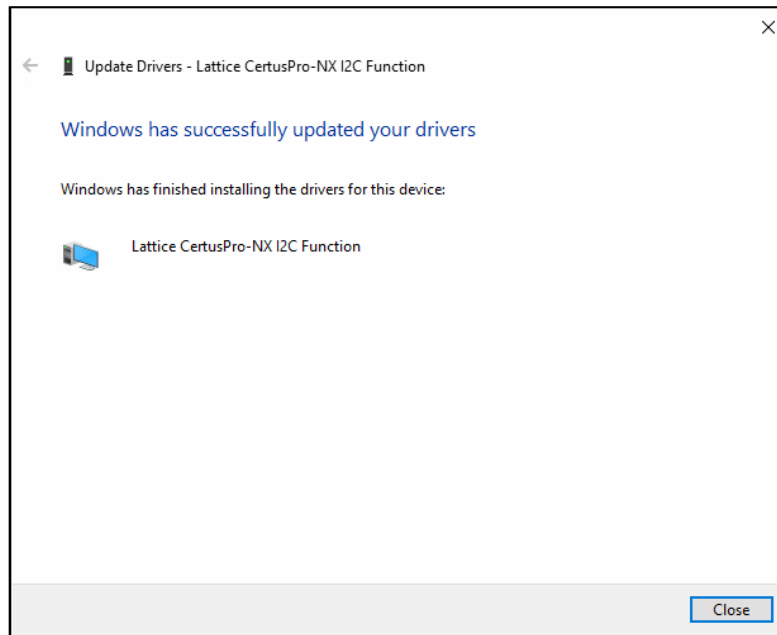 Update Drivers - Lattice CertusPro-NX I2C Function
Windows has successfully updated your drivers
Windows has finished installing the drivers for this device:
Lattice CertusPro-NX I2C Function
Close